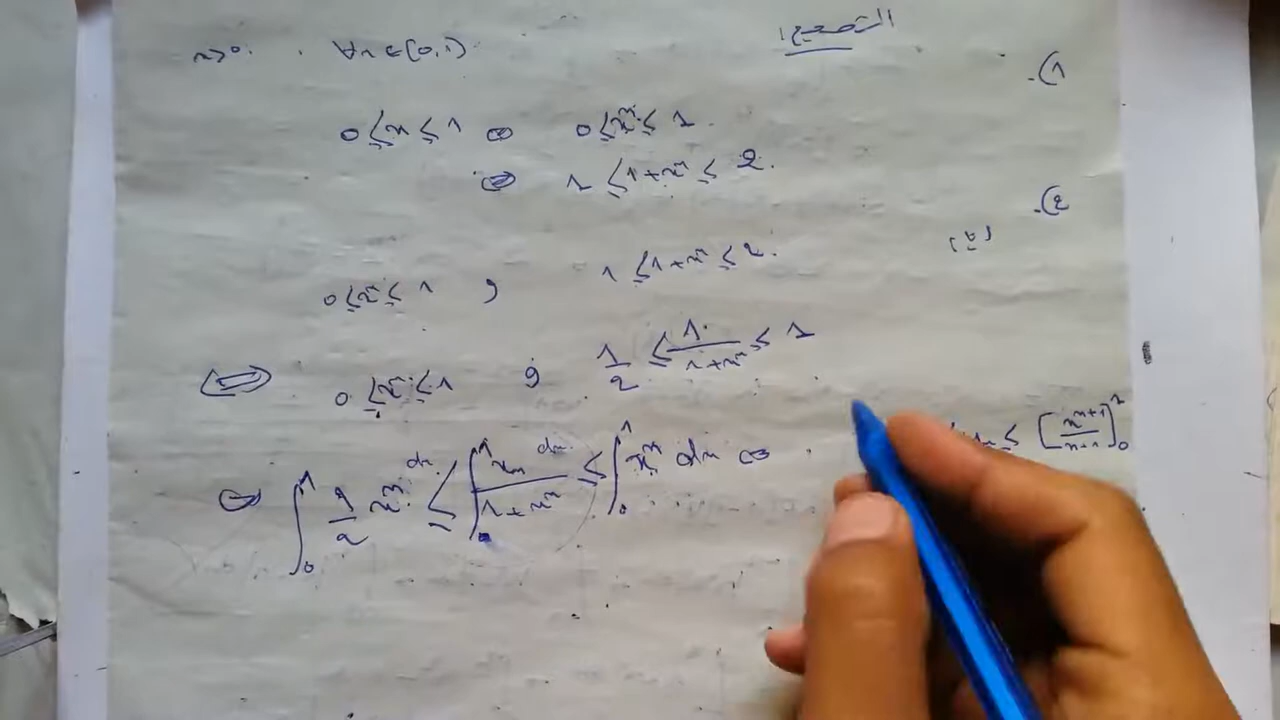 التصحيح
1).
n>0 . ∀x∈[0,1].
0≤x≤1 ⇔ 0≤xⁿ≤1.
⇔ 1≤1+xⁿ≤2.
2).
0≤xⁿ≤1 , 1≤1+xⁿ≤2.
⇔ 0≤xⁿ≤1 , 1/2 ≤ 1/(1+xⁿ) ≤ 1
⇔ ∫₀¹ 1/2 xⁿ dx ≤ ∫₀¹ xⁿ/(1+xⁿ) dx ≤ ∫₀¹ xⁿ dx ⇔ ≤ [xⁿ⁺¹/(n+1)]₀¹